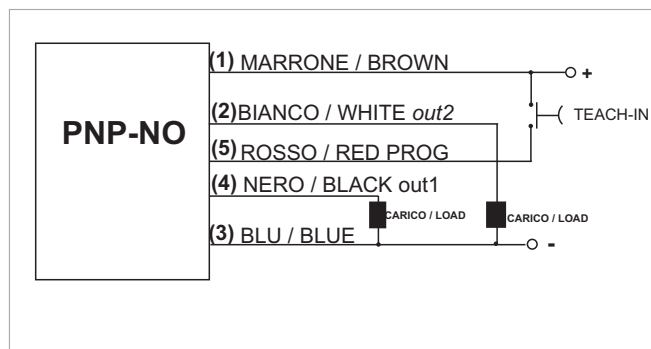 PNP-NO
(1) MARRONE / BROWN
+
(2) BIANCO / WHITE out2
TEACH-IN
(5) ROSSO / RED PROG
(4) NERO / BLACK out1
CARICO / LOAD
CARICO / LOAD
(3) BLU / BLUE
-